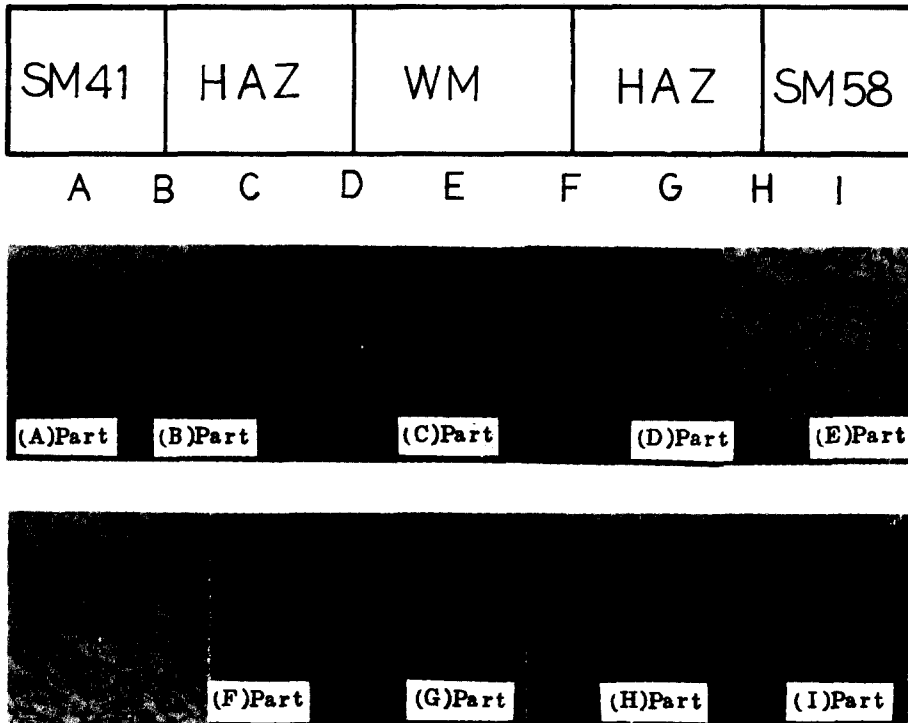 SM41 HAZ WM HAZ SM58
A B C D E F G H I
(A)Part (B)Part (C)Part (D)Part (E)Part
(F)Part (G)Part (H)Part (I)Part